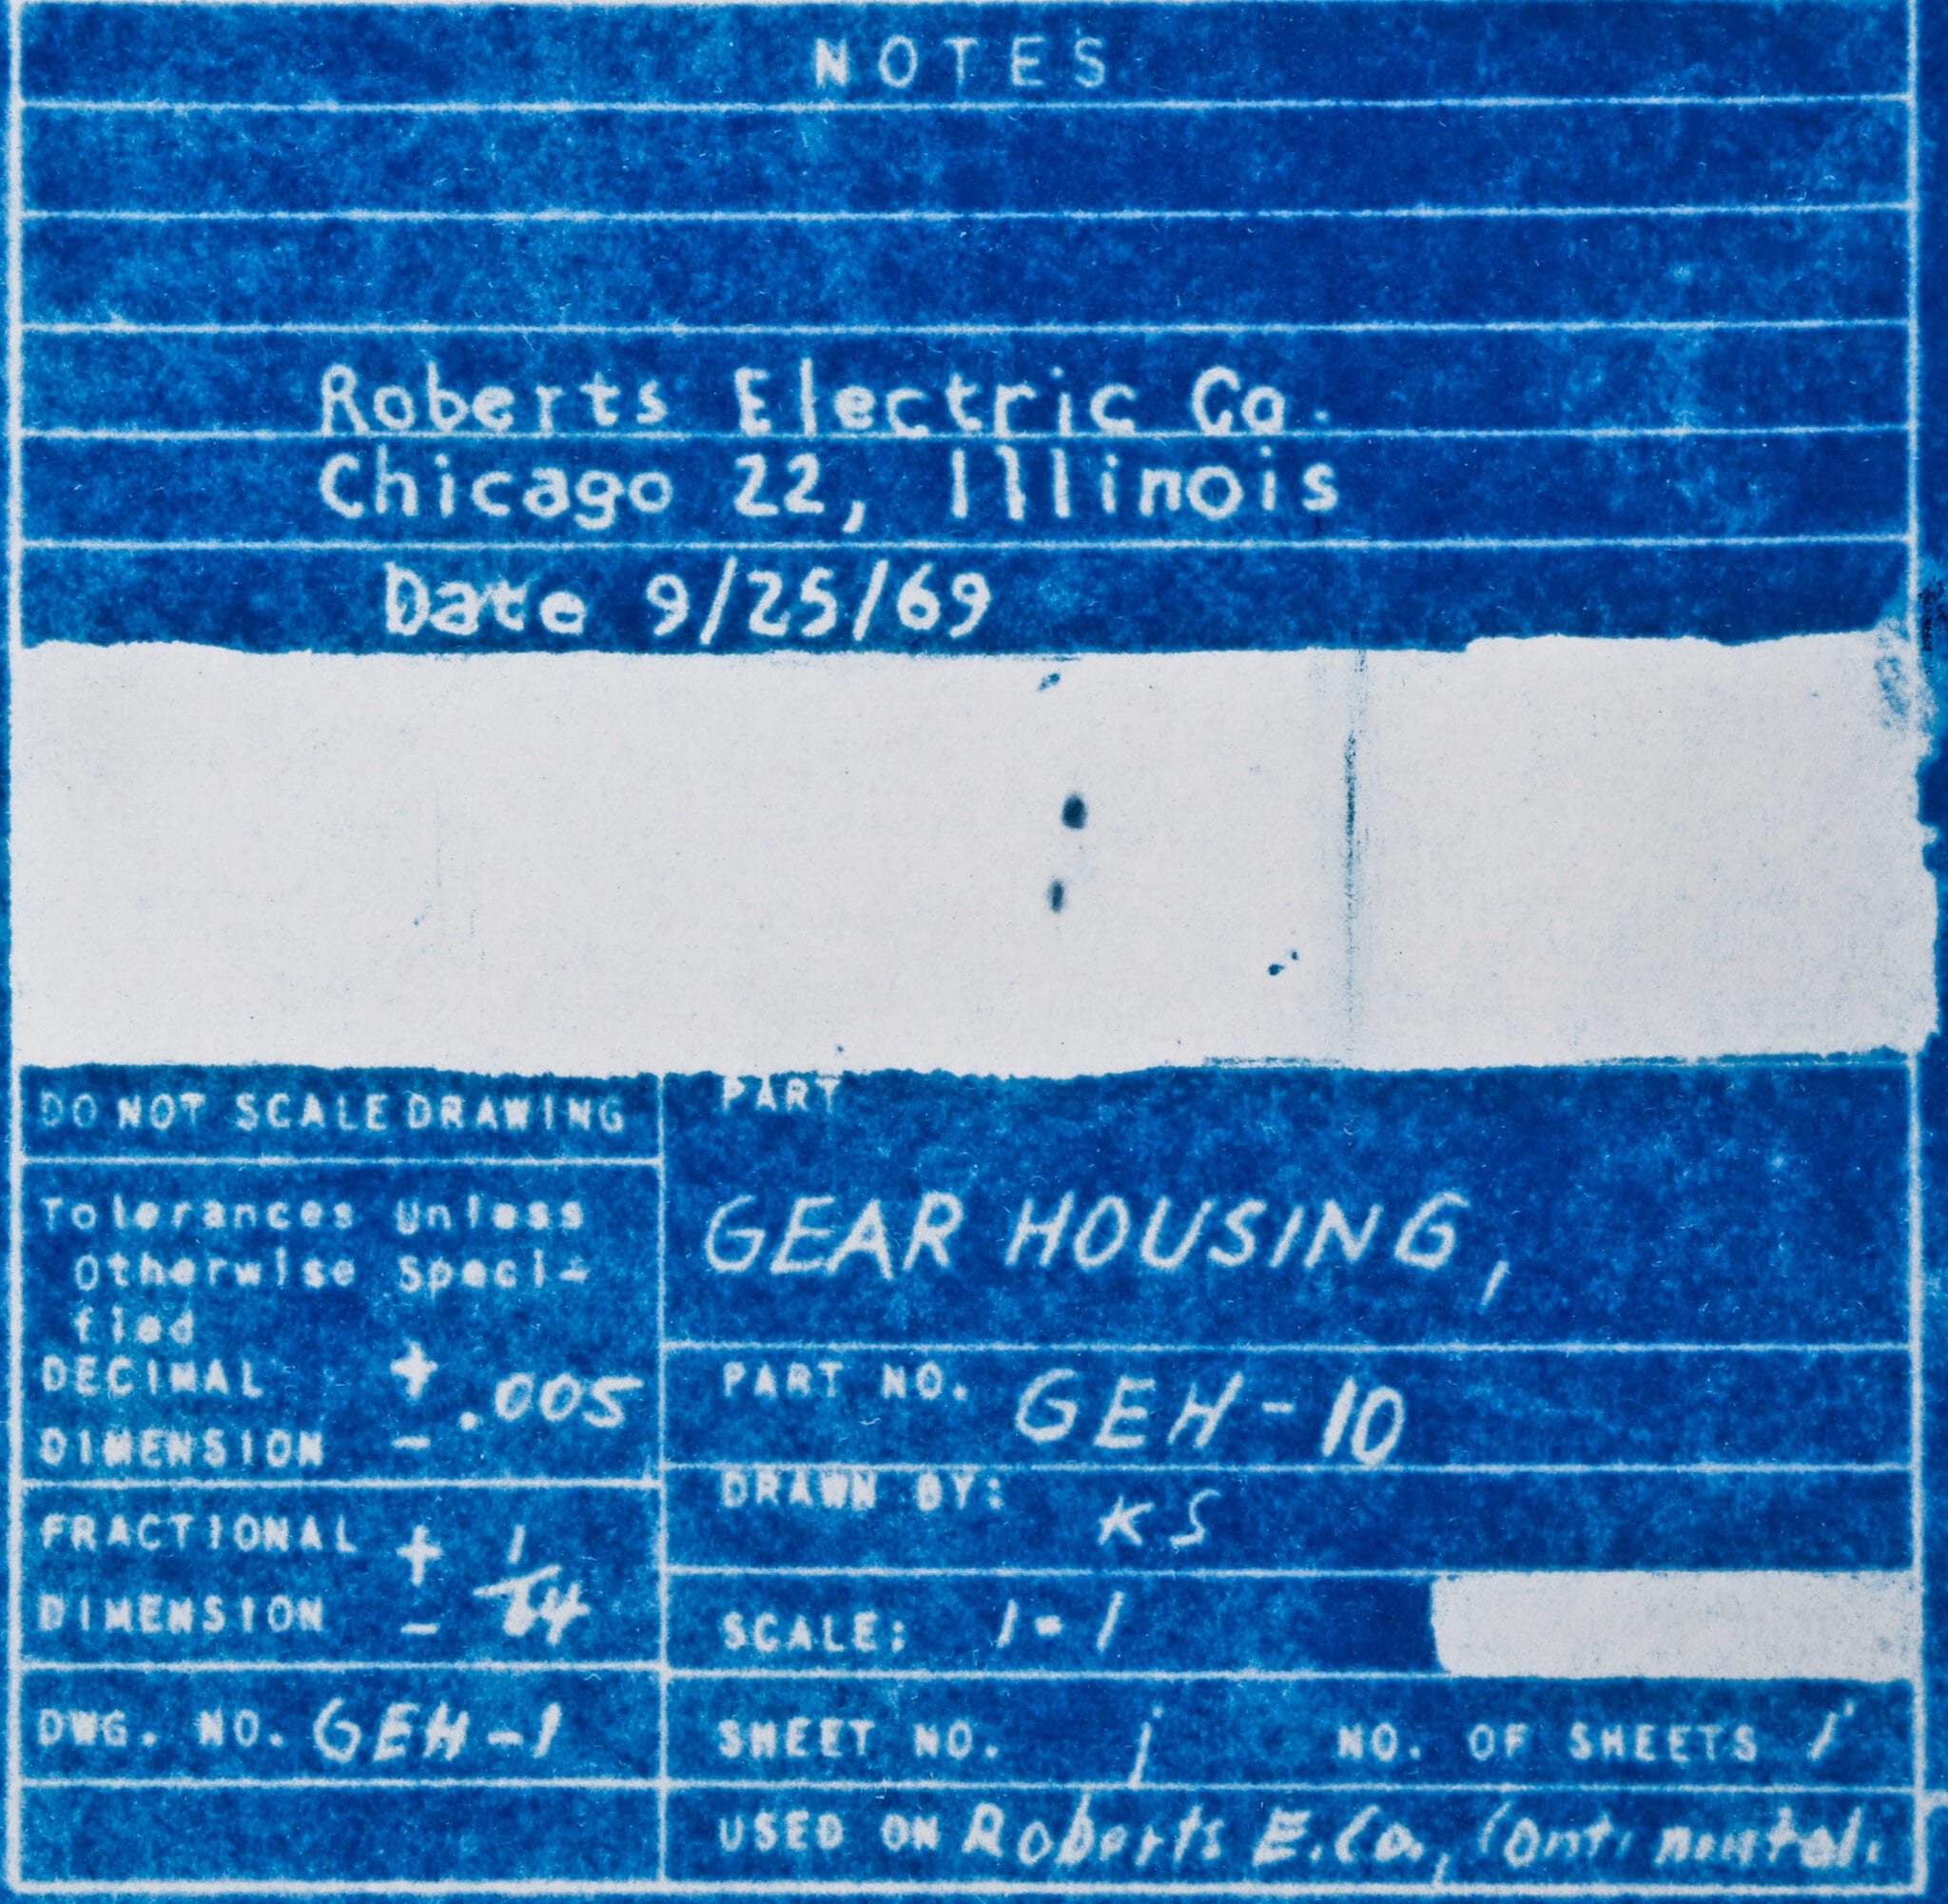 NOTES
Roberts Electric Co.
Chicago 22, Illinois
Date 9/25/69
DO NOT SCALE DRAWING
Tolerances Unless
Otherwise Speci-
fied
DECIMAL +
DIMENSION - .005
FRACTIONAL + 1
DIMENSION - 64
DWG. NO. GEH-1
PART
GEAR HOUSING,
PART NO. GEH-10
DRAWN BY: KS
SCALE: 1-1
SHEET NO. 1 NO. OF SHEETS 1
USED ON Roberts E.Co., Continental.